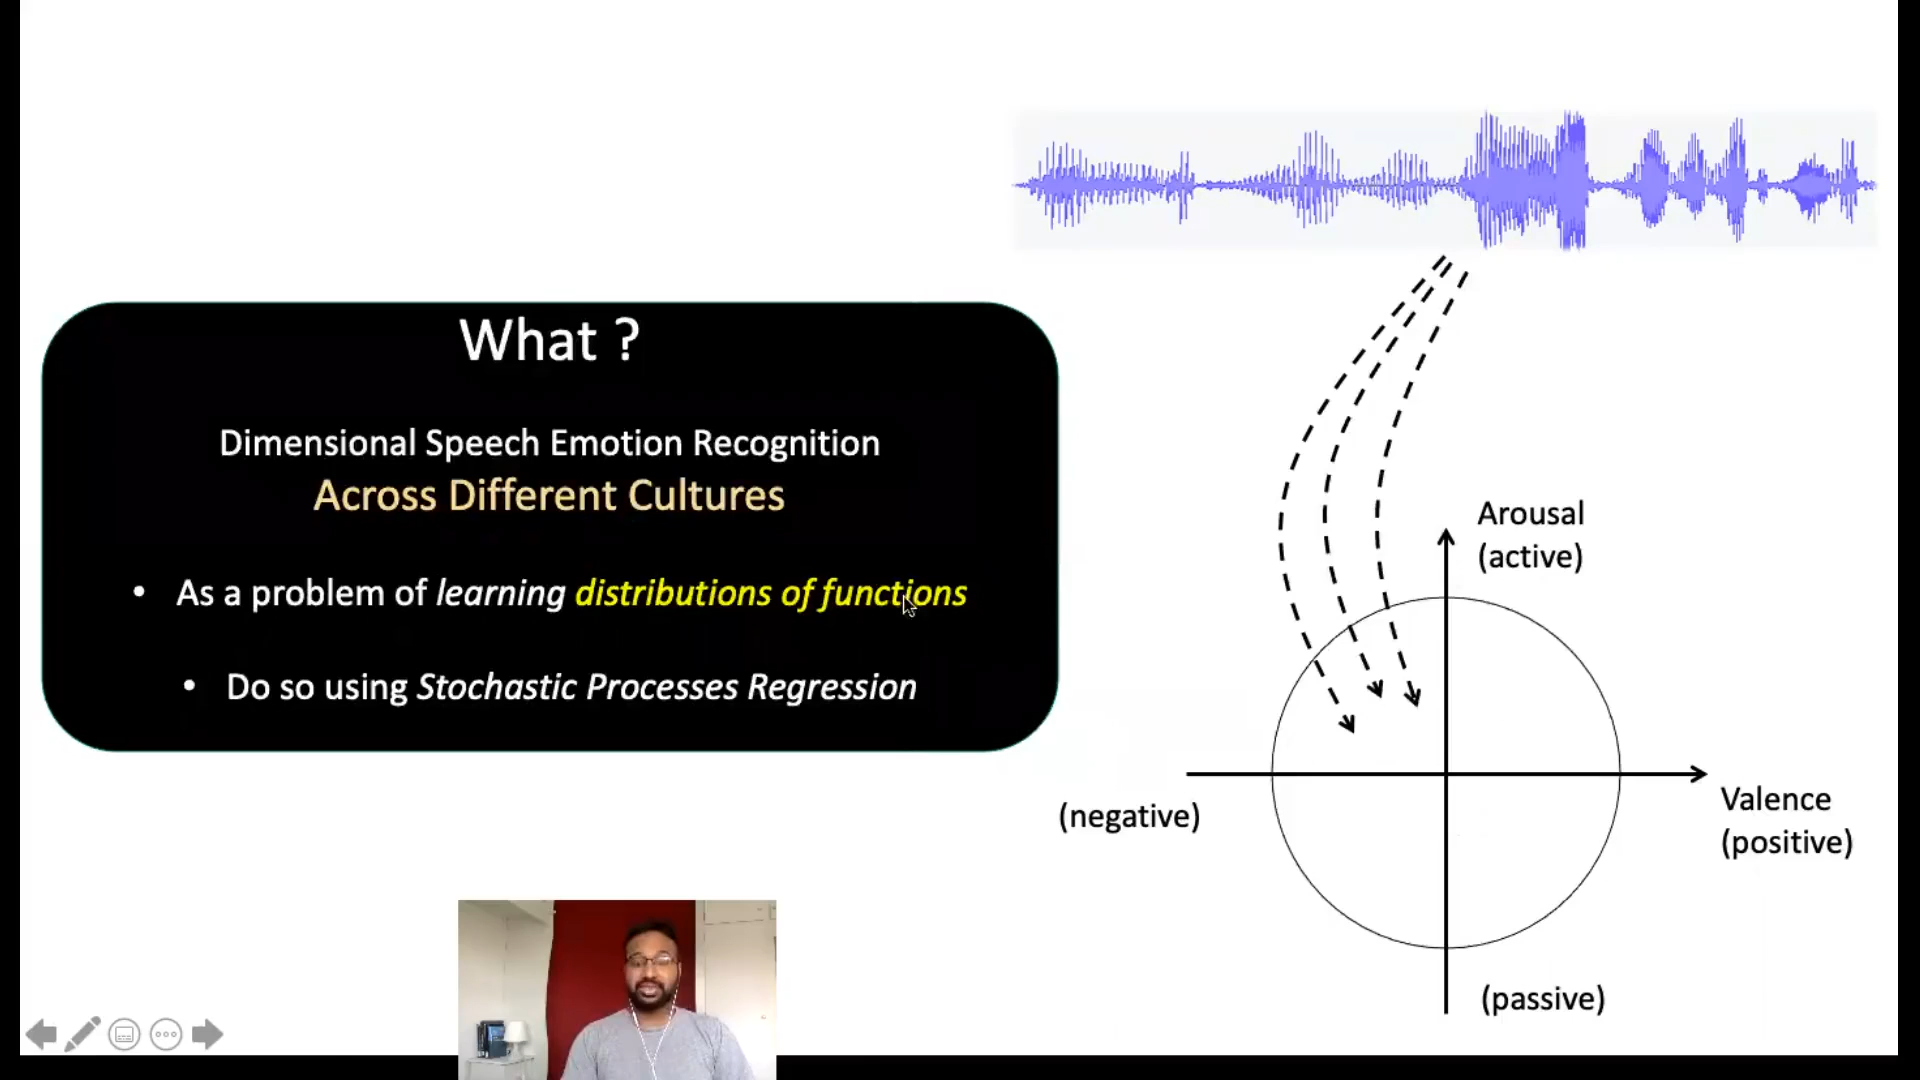 What ?
Dimensional Speech Emotion Recognition
Across Different Cultures
• As a problem of learning distributions of functions
• Do so using Stochastic Processes Regression
Arousal
(active)
(negative)
Valence
(positive)
(passive)